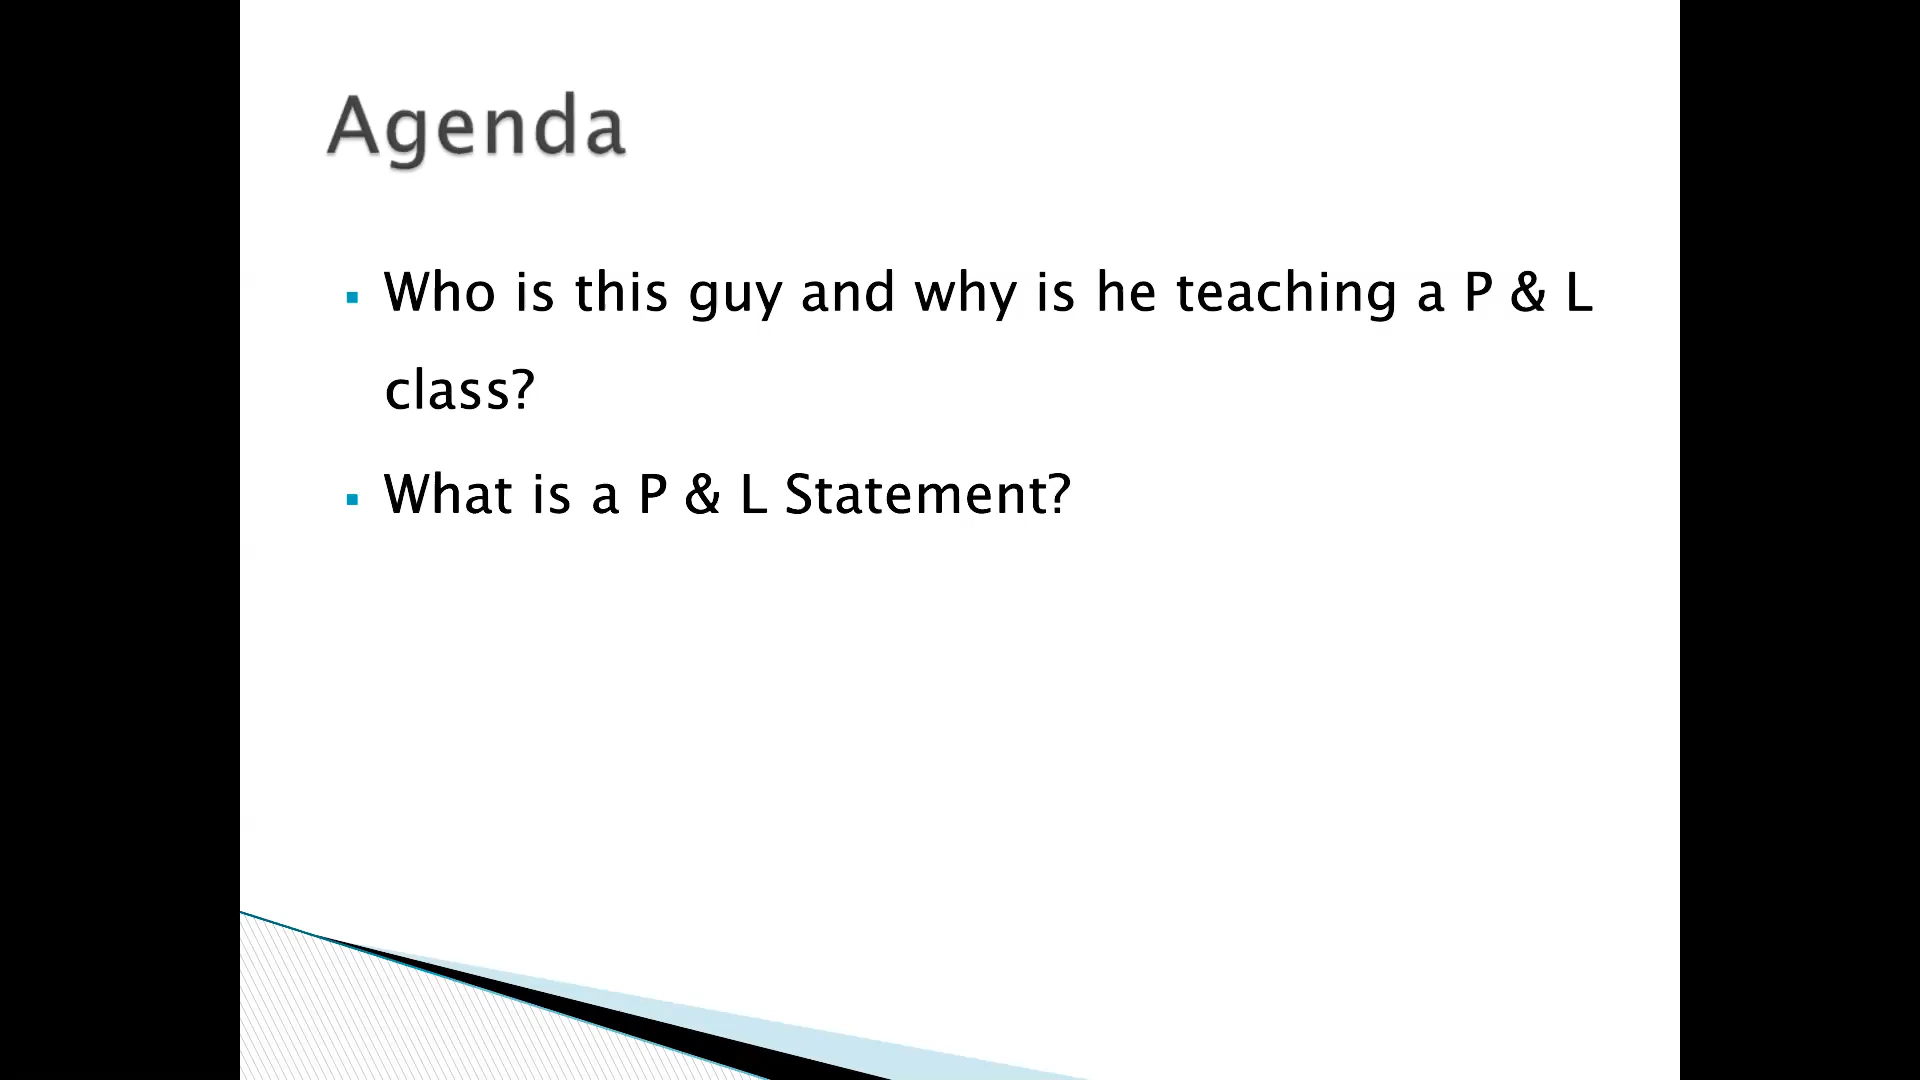 Agenda
▪ Who is this guy and why is he teaching a P & L
class?
▪ What is a P & L Statement?